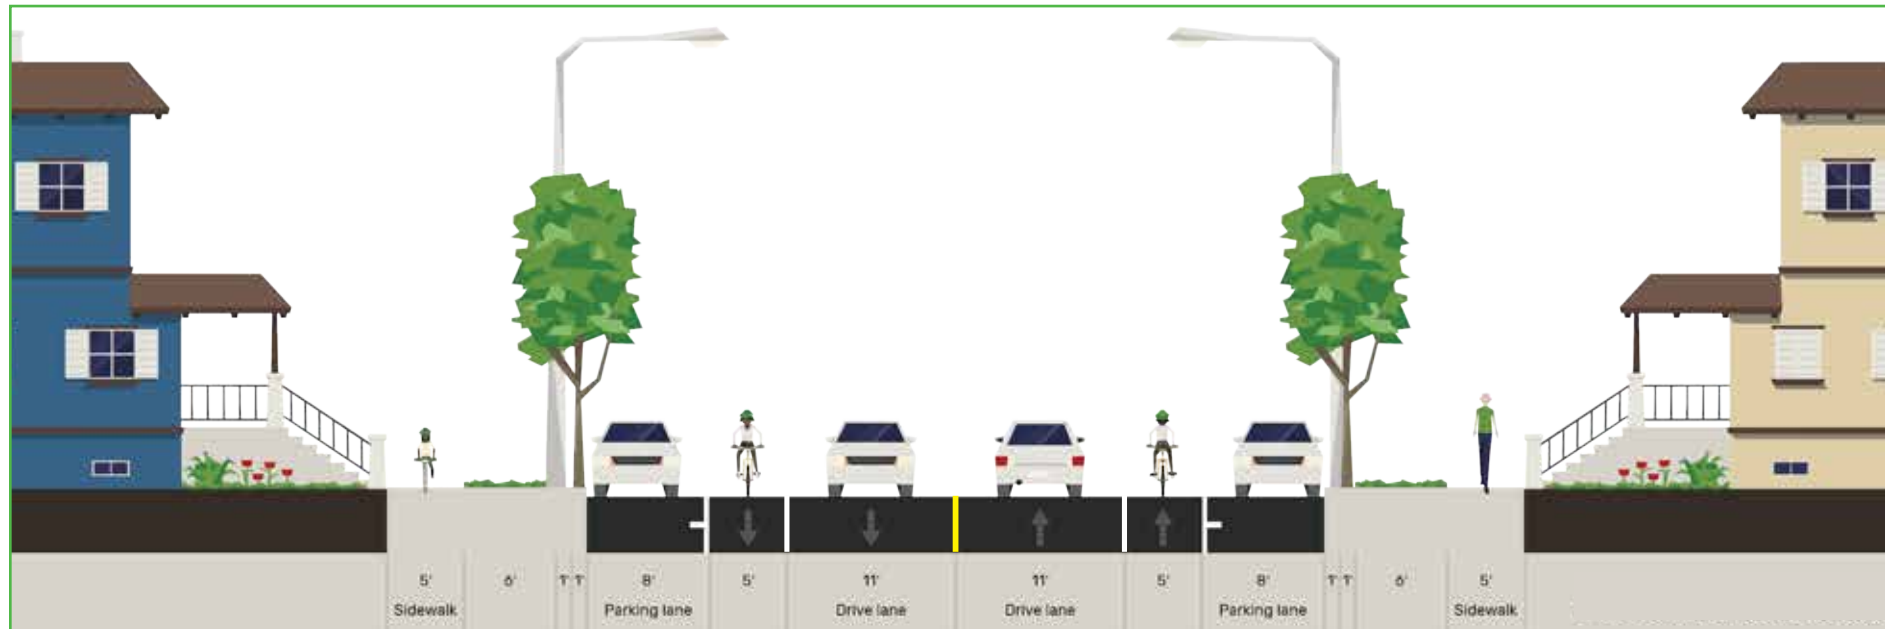 5' 6' 1' 1' 8' 5' 11' 11' 5' 8' 1' 1' 6' 5'
Sidewalk Parking lane Drive lane Drive lane Parking lane Sidewalk